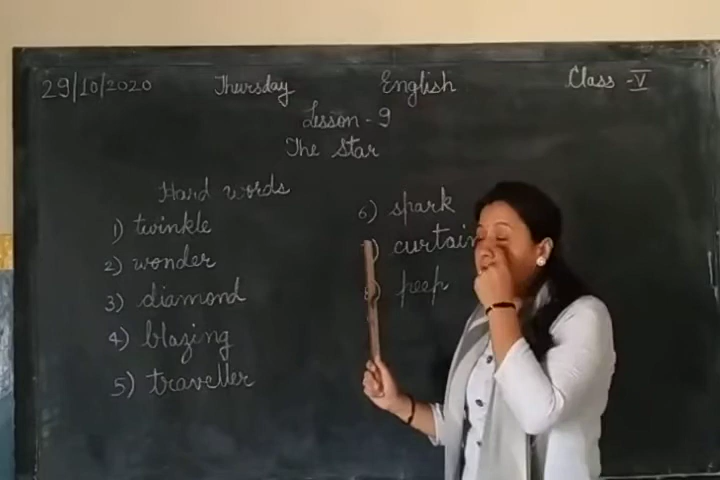 29/10/2020 Thursday English Class - V
Lesson - 9
The Star
Hard words
1) twinkle
2) wonder
3) diamond
4) blazing
5) traveller
6) spark
7) curtain
8) peep